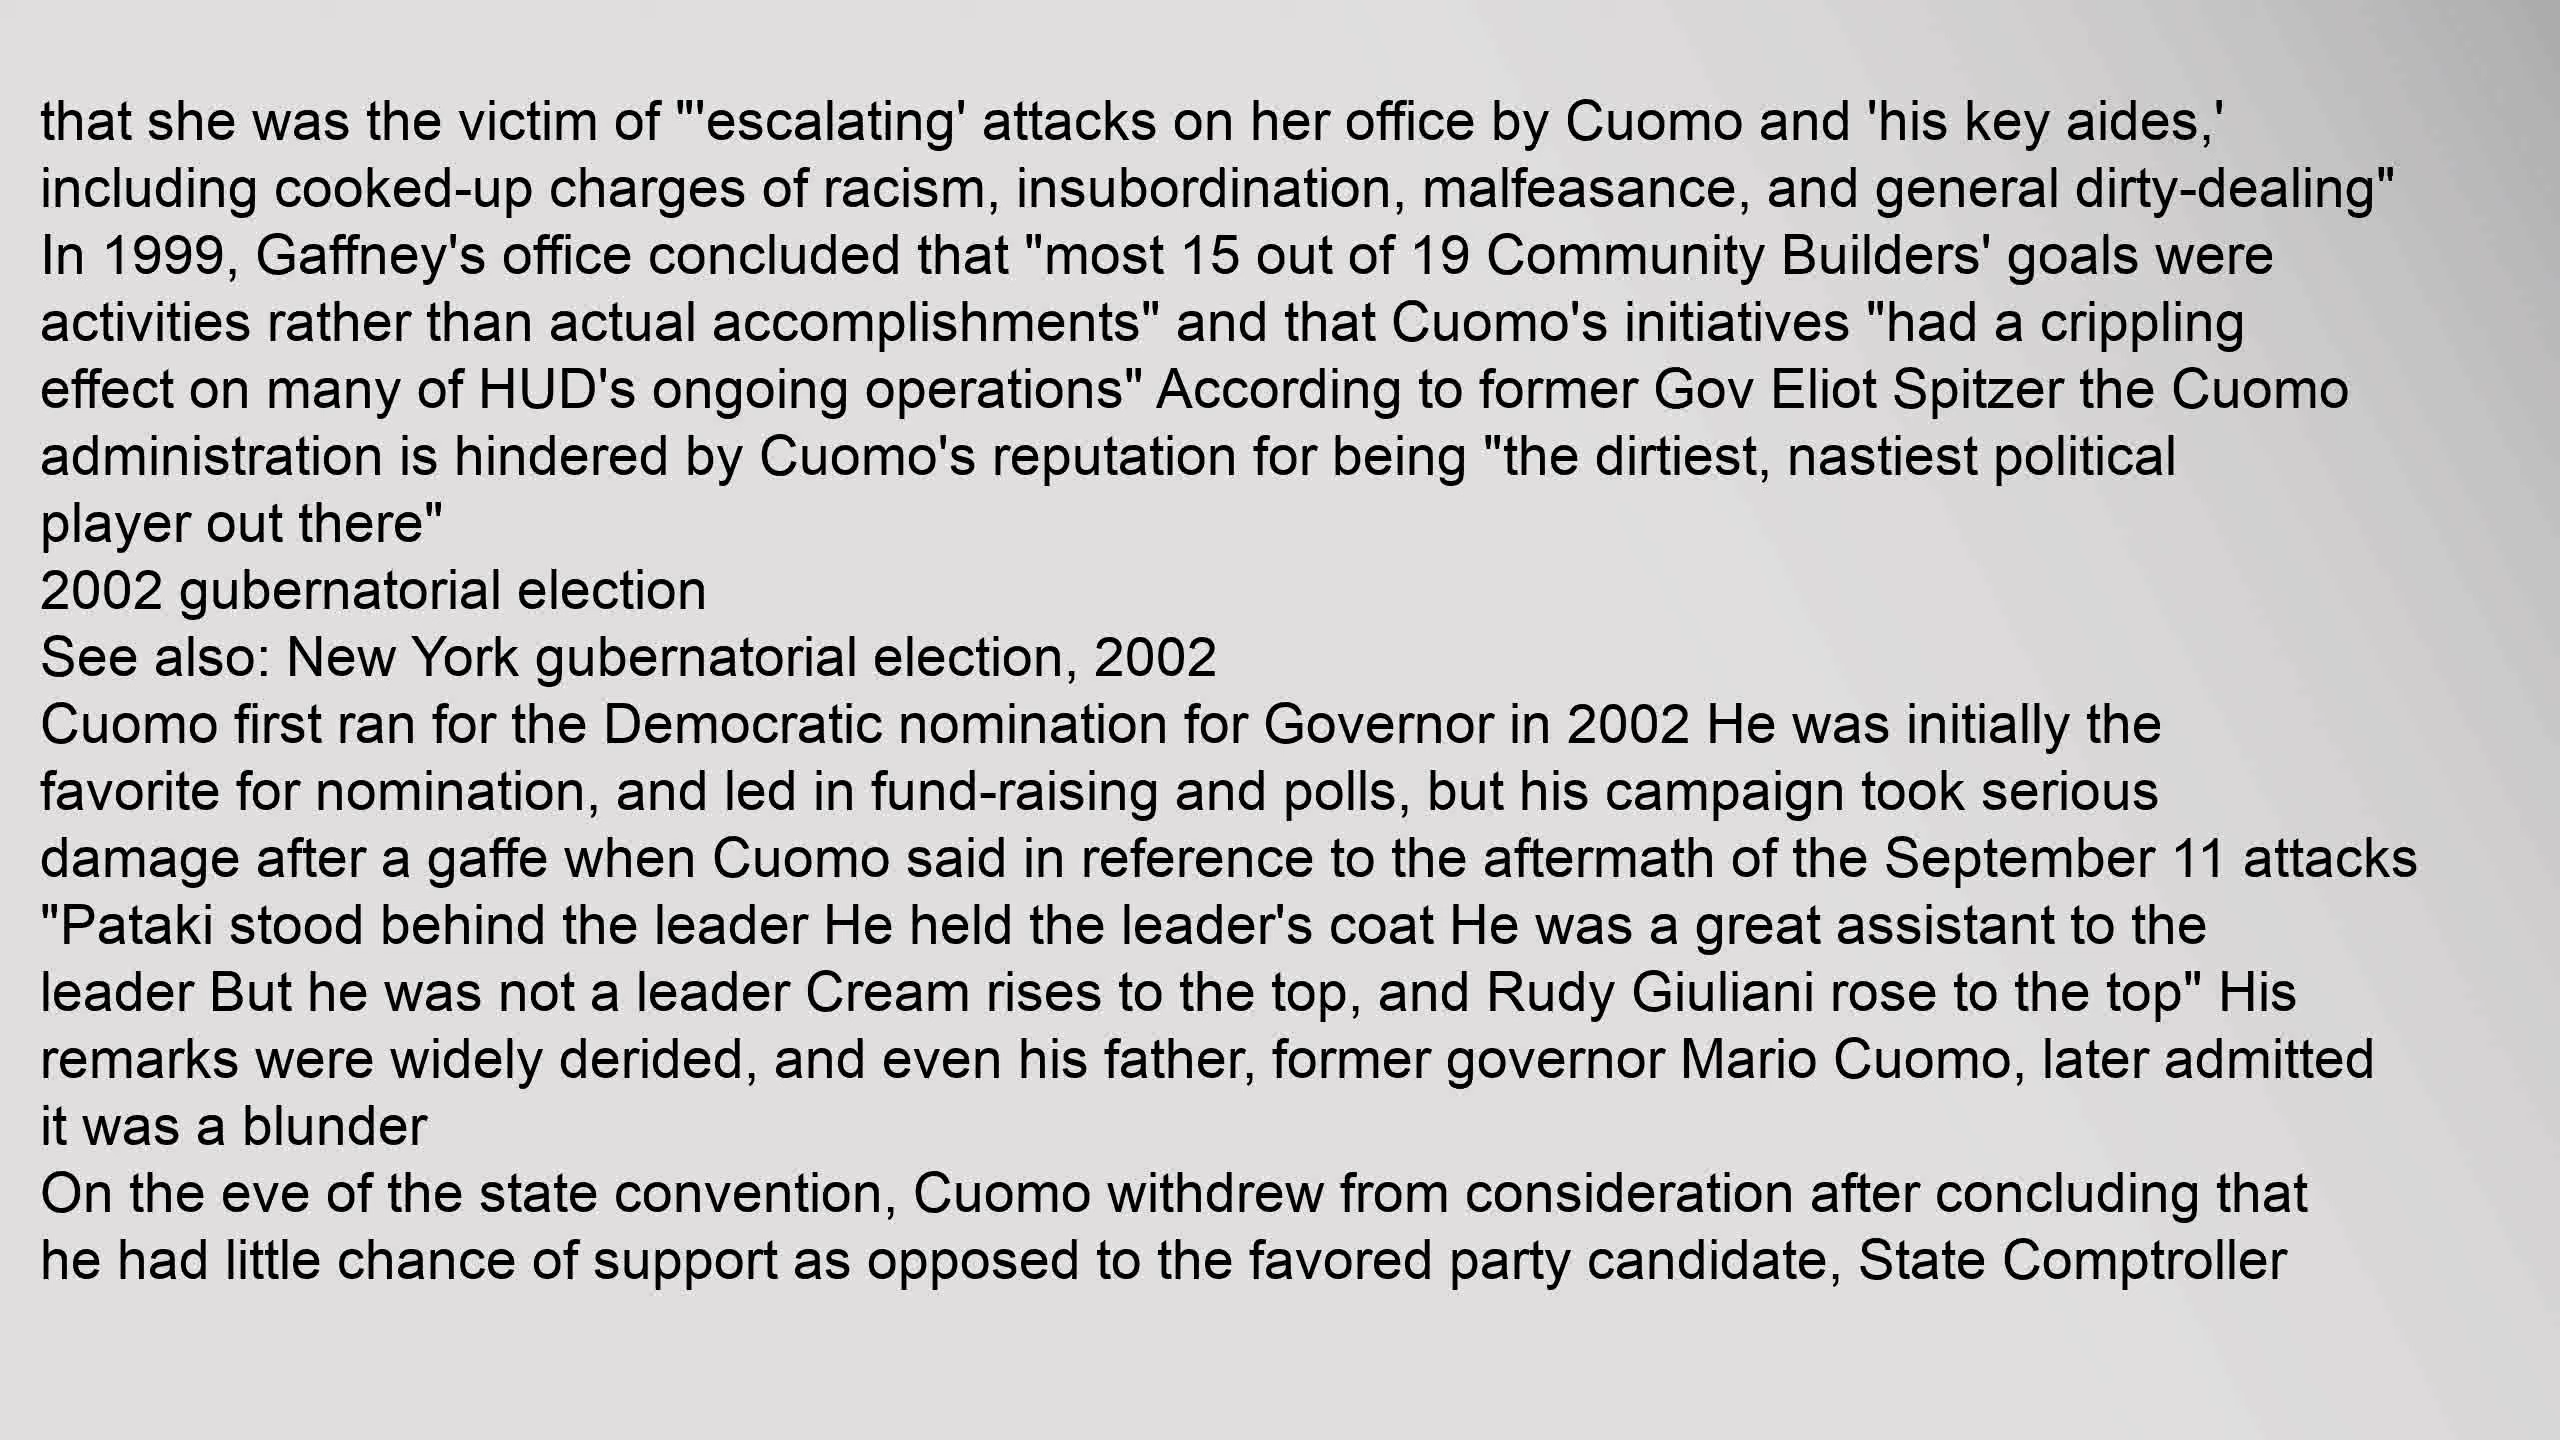 that she was the victim of "'escalating' attacks on her office by Cuomo and 'his key aides,'
including cooked-up charges of racism, insubordination, malfeasance, and general dirty-dealing"
In 1999, Gaffney's office concluded that "most 15 out of 19 Community Builders' goals were
activities rather than actual accomplishments" and that Cuomo's initiatives "had a crippling
effect on many of HUD's ongoing operations" According to former Gov Eliot Spitzer the Cuomo
administration is hindered by Cuomo's reputation for being "the dirtiest, nastiest political
player out there"
2002 gubernatorial election
See also: New York gubernatorial election, 2002
Cuomo first ran for the Democratic nomination for Governor in 2002 He was initially the
favorite for nomination, and led in fund-raising and polls, but his campaign took serious
damage after a gaffe when Cuomo said in reference to the aftermath of the September 11 attacks
"Pataki stood behind the leader He held the leader's coat He was a great assistant to the
leader But he was not a leader Cream rises to the top, and Rudy Giuliani rose to the top" His
remarks were widely derided, and even his father, former governor Mario Cuomo, later admitted
it was a blunder
On the eve of the state convention, Cuomo withdrew from consideration after concluding that
he had little chance of support as opposed to the favored party candidate, State Comptroller